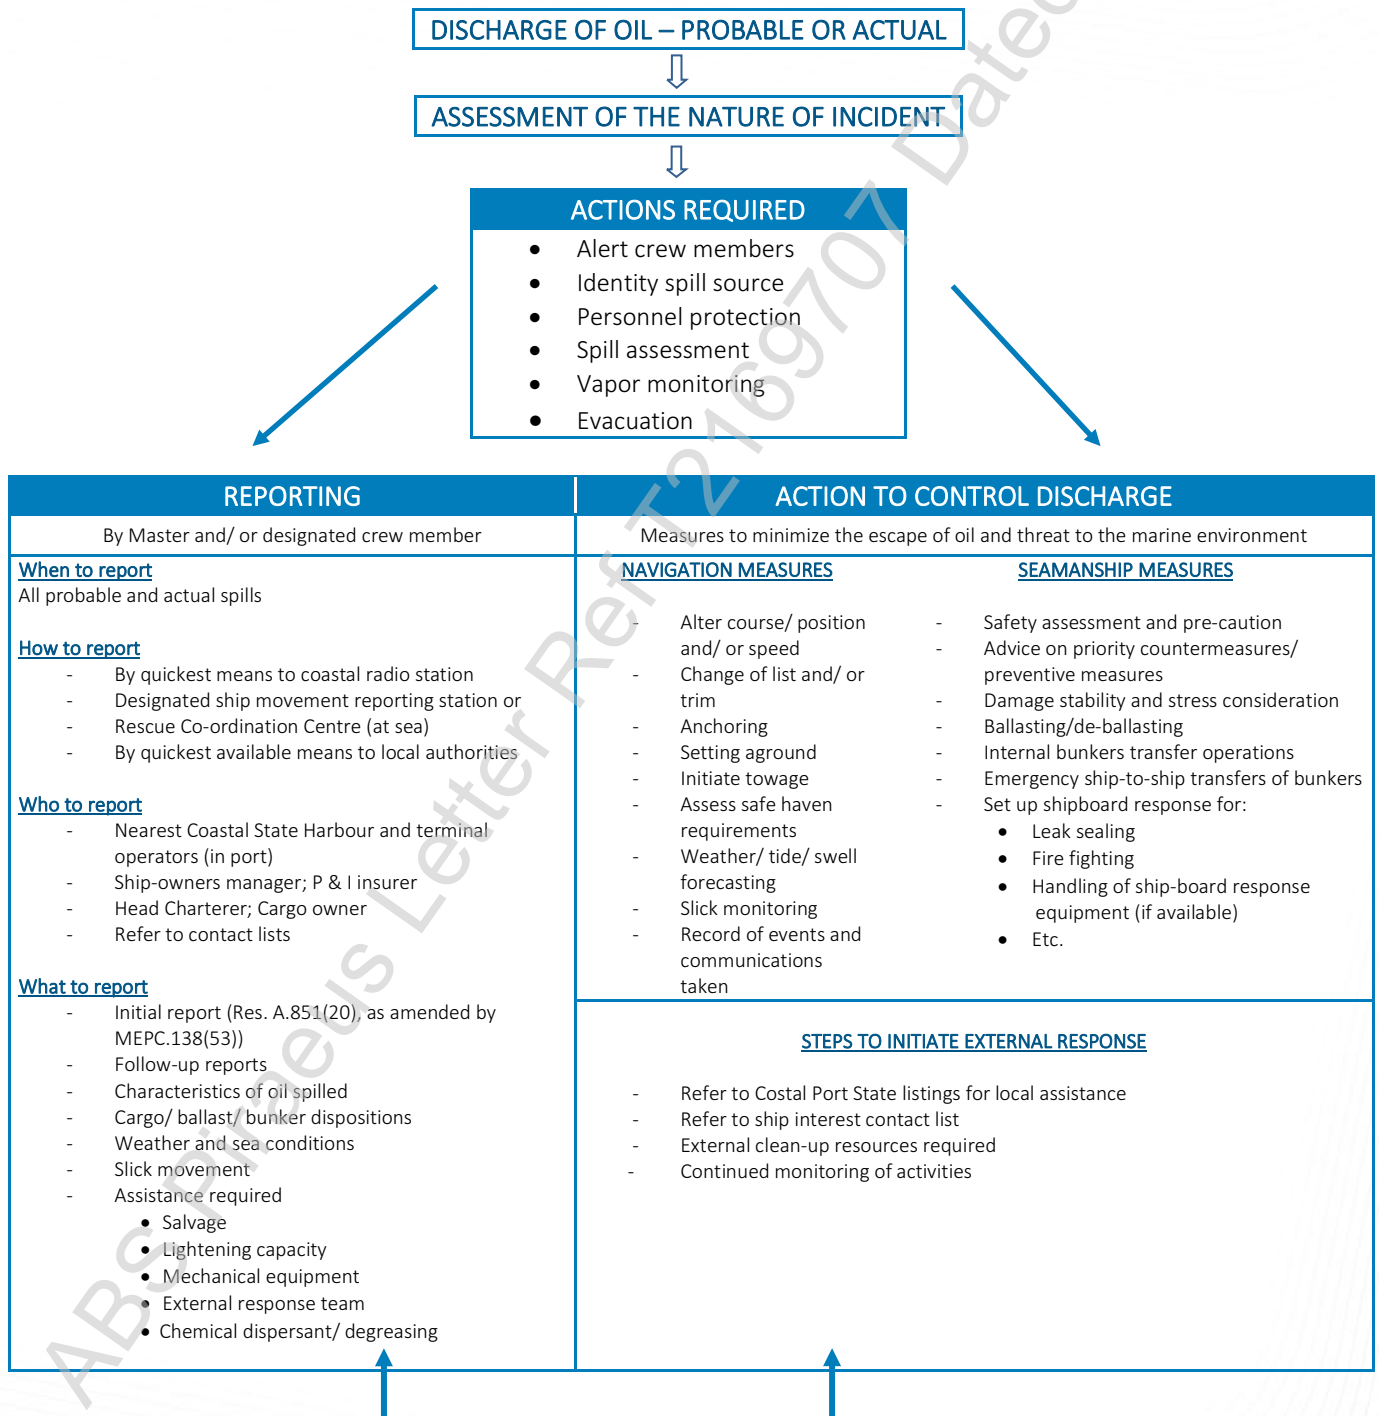 DISCHARGE OF OIL – PROBABLE OR ACTUAL
ASSESSMENT OF THE NATURE OF INCIDENT
ACTIONS REQUIRED
• Alert crew members
• Identity spill source
• Personnel protection
• Spill assessment
• Vapor monitoring
• Evacuation
REPORTING
By Master and/ or designated crew member
When to report
All probable and actual spills
How to report
- By quickest means to coastal radio station
- Designated ship movement reporting station or
- Rescue Co-ordination Centre (at sea)
- By quickest available means to local authorities
Who to report
- Nearest Coastal State Harbour and terminal
operators (in port)
- Ship-owners manager; P & I insurer
- Head Charterer; Cargo owner
- Refer to contact lists
What to report
- Initial report (Res. A.851(20), as amended by
MEPC.138(53))
- Follow-up reports
- Characteristics of oil spilled
- Cargo/ ballast/ bunker dispositions
- Weather and sea conditions
- Slick movement
- Assistance required
• Salvage
• Lightening capacity
• Mechanical equipment
• External response team
• Chemical dispersant/ degreasing
ACTION TO CONTROL DISCHARGE
Measures to minimize the escape of oil and threat to the marine environment
NAVIGATION MEASURES
- Alter course/ position
and/ or speed
- Change of list and/ or
trim
- Anchoring
- Setting aground
- Initiate towage
- Assess safe haven
requirements
- Weather/ tide/ swell
forecasting
- Slick monitoring
- Record of events and
communications
taken
SEAMANSHIP MEASURES
- Safety assessment and pre-caution
- Advice on priority countermeasures/
preventive measures
- Damage stability and stress consideration
- Ballasting/de-ballasting
- Internal bunkers transfer operations
- Emergency ship-to-ship transfers of bunkers
- Set up shipboard response for:
• Leak sealing
• Fire fighting
• Handling of ship-board response
equipment (if available)
• Etc.
STEPS TO INITIATE EXTERNAL RESPONSE
- Refer to Costal Port State listings for local assistance
- Refer to ship interest contact list
- External clean-up resources required
- Continued monitoring of activities
ABS Piraeus Letter Ref T2169707 Dated